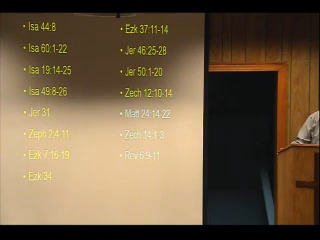 • Isa 44:8
• Isa 60:1-22
• Isa 19:14-25
• Isa 49:8-26
• Jer 31
• Zeph 2:4-11
• Ezk 7:16-19
• Ezk 34
• Ezk 37:11-14
• Jer 46:25-28
• Jer 50:1-20
• Zech 12:10-14
• Matt 24:14-22
• Zech 14:1-3
• Rev 6:9-11